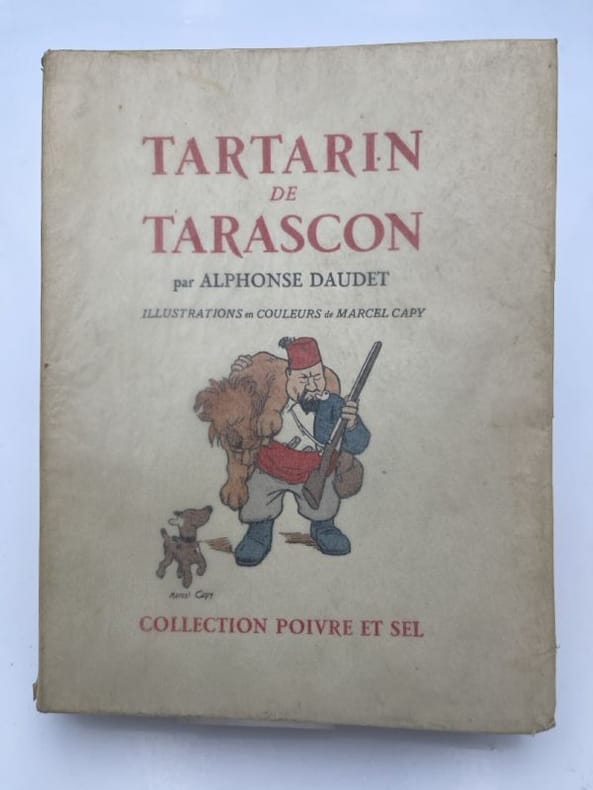 TARTARIN
DE
TARASCON
par ALPHONSE DAUDET
ILLUSTRATIONS en COULEURS de MARCEL CAPY
MARCEL CAPY
COLLECTION POIVRE ET SEL